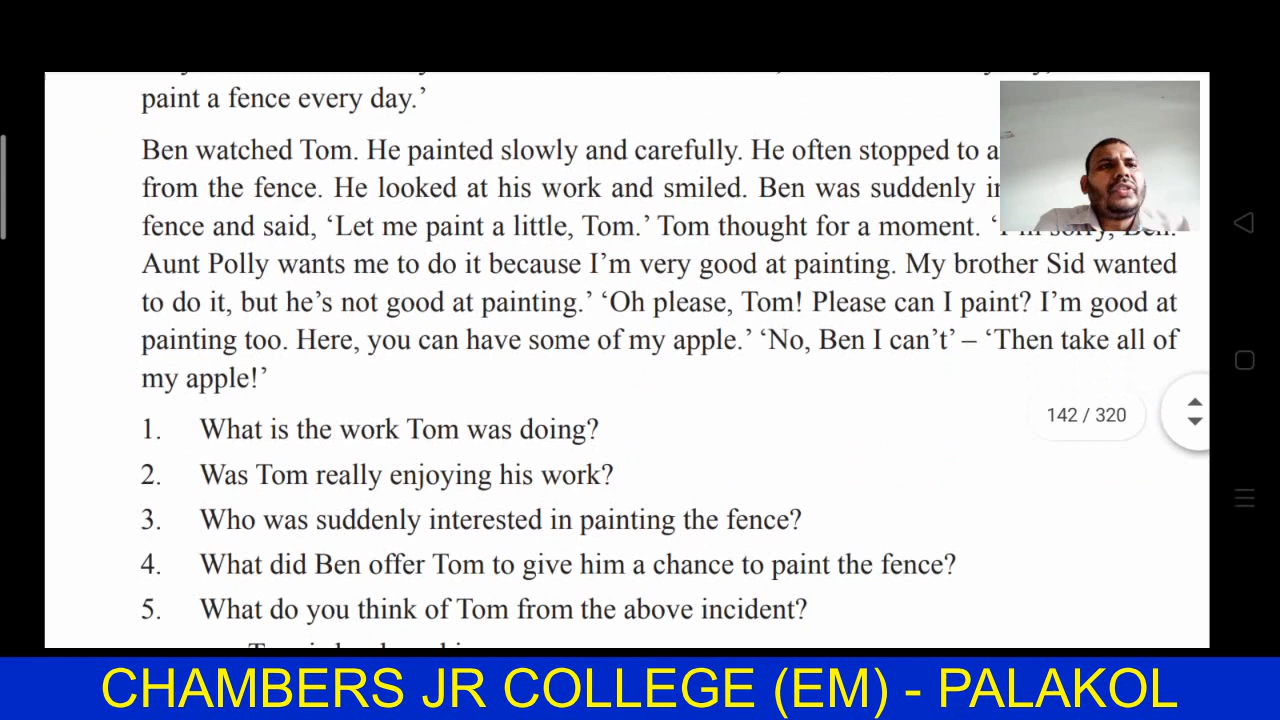 paint a fence every day.’
Ben watched Tom. He painted slowly and carefully. He often stopped to a
from the fence. He looked at his work and smiled. Ben was suddenly
fence and said, ‘Let me paint a little, Tom.’ Tom thought for a moment. ‘I’m sorry, Ben.
Aunt Polly wants me to do it because I’m very good at painting. My brother Sid wanted
to do it, but he’s not good at painting.’ ‘Oh please, Tom! Please can I paint? I’m good at
painting too. Here, you can have some of my apple.’ ‘No, Ben I can’t’ – ‘Then take all of
my apple!’
142 / 320
1. What is the work Tom was doing?
2. Was Tom really enjoying his work?
3. Who was suddenly interested in painting the fence?
4. What did Ben offer Tom to give him a chance to paint the fence?
5. What do you think of Tom from the above incident?
CHAMBERS JR COLLEGE (EM) - PALAKOL